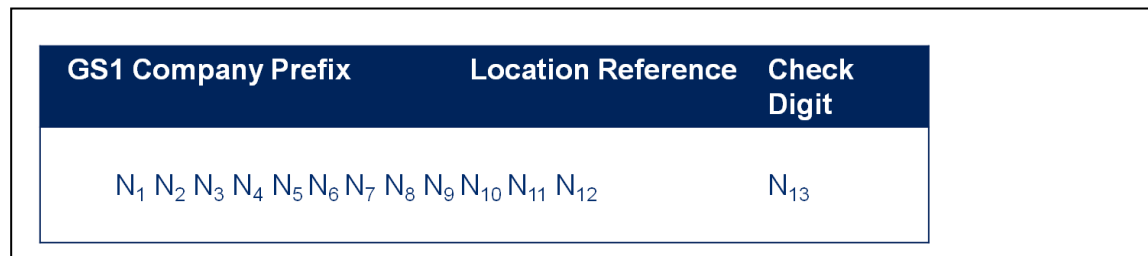 GS1 Company Prefix Location Reference Check
Digit
N₁ N₂ N₃ N₄ N₅ N₆ N₇ N₈ N₉ N₁₀ N₁₁ N₁₂ N₁₃